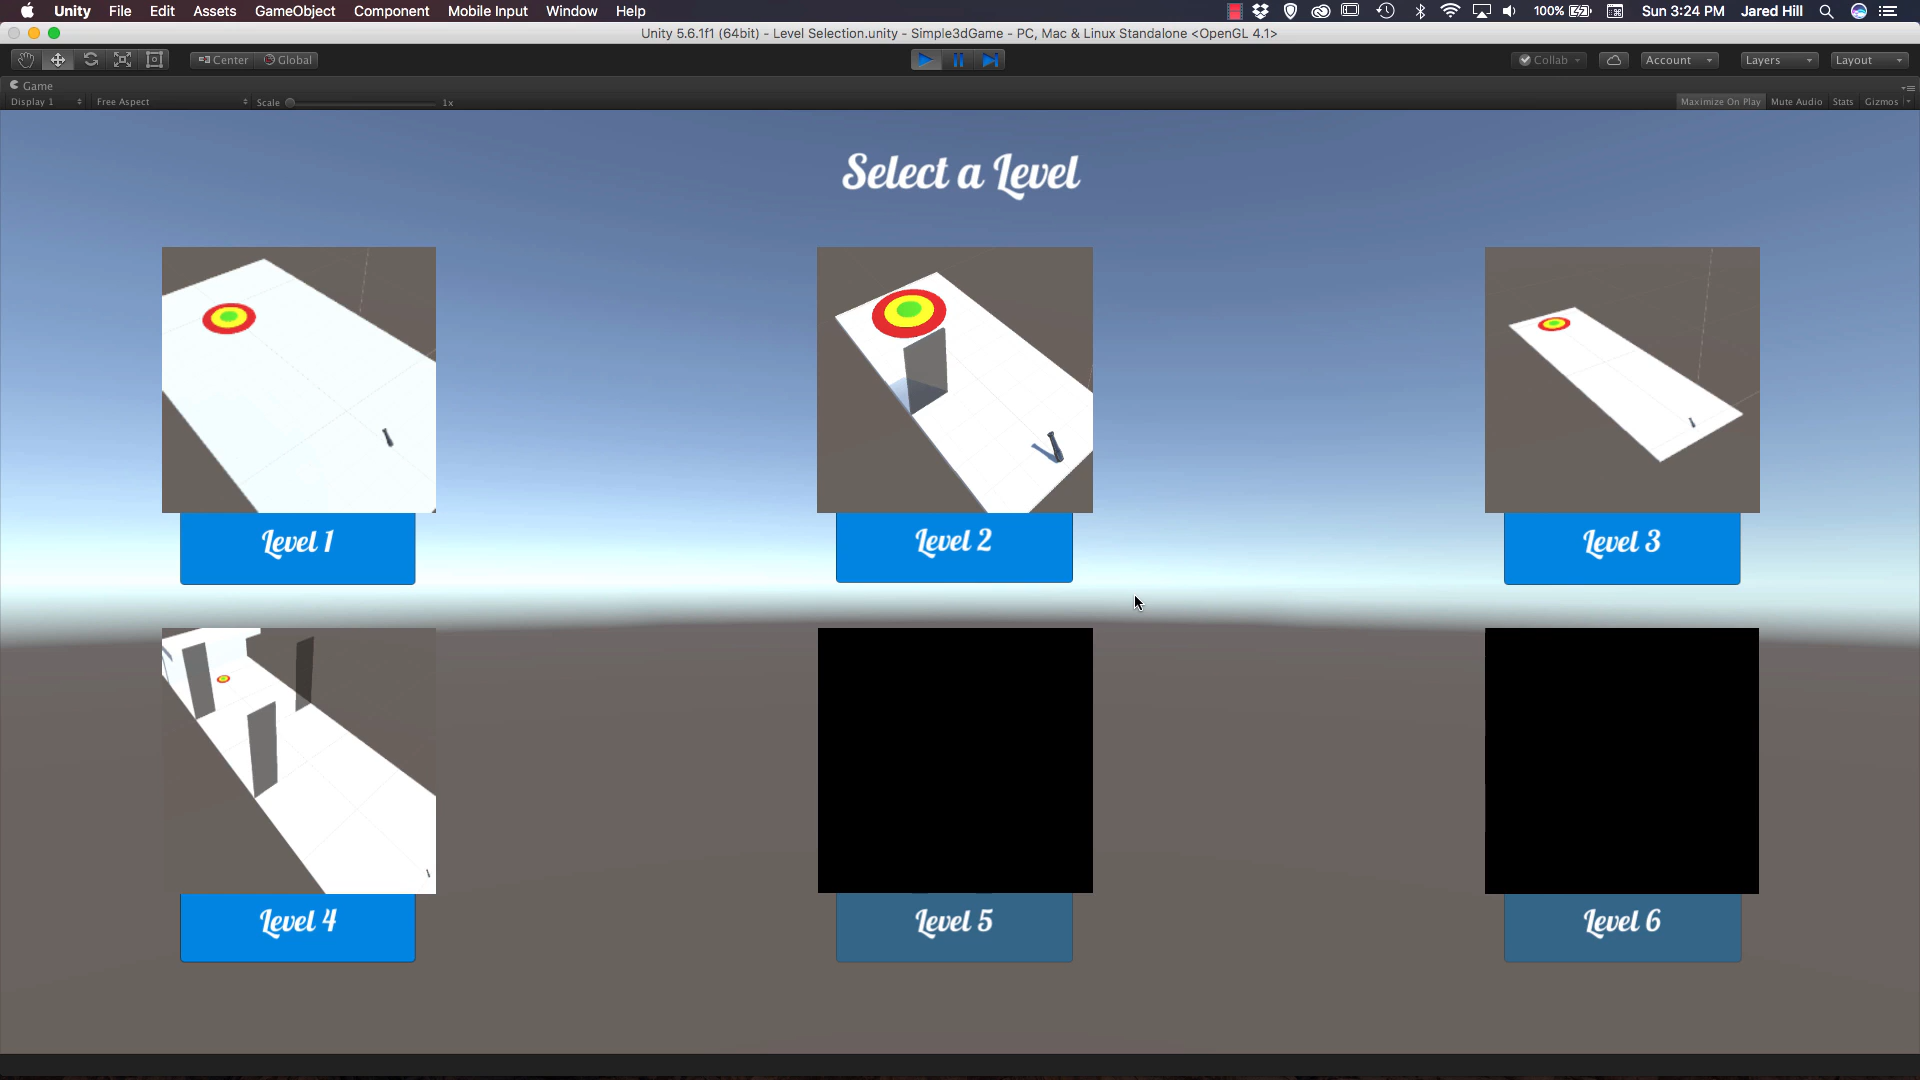 Unity File Edit Assets GameObject Component Mobile Input Window Help 100% Sun 3:24 PM Jared Hill
Unity 5.6.1f1 (64bit) - Level Selection.unity - Simple3dGame - PC, Mac & Linux Standalone <OpenGL 4.1>
Center Global Collab Account Layers Layout
Game
Display 1 Free Aspect Scale 1x Maximize On Play Mute Audio Stats Gizmos
Select a Level
Level 1 Level 2 Level 3
Level 4 Level 5 Level 6